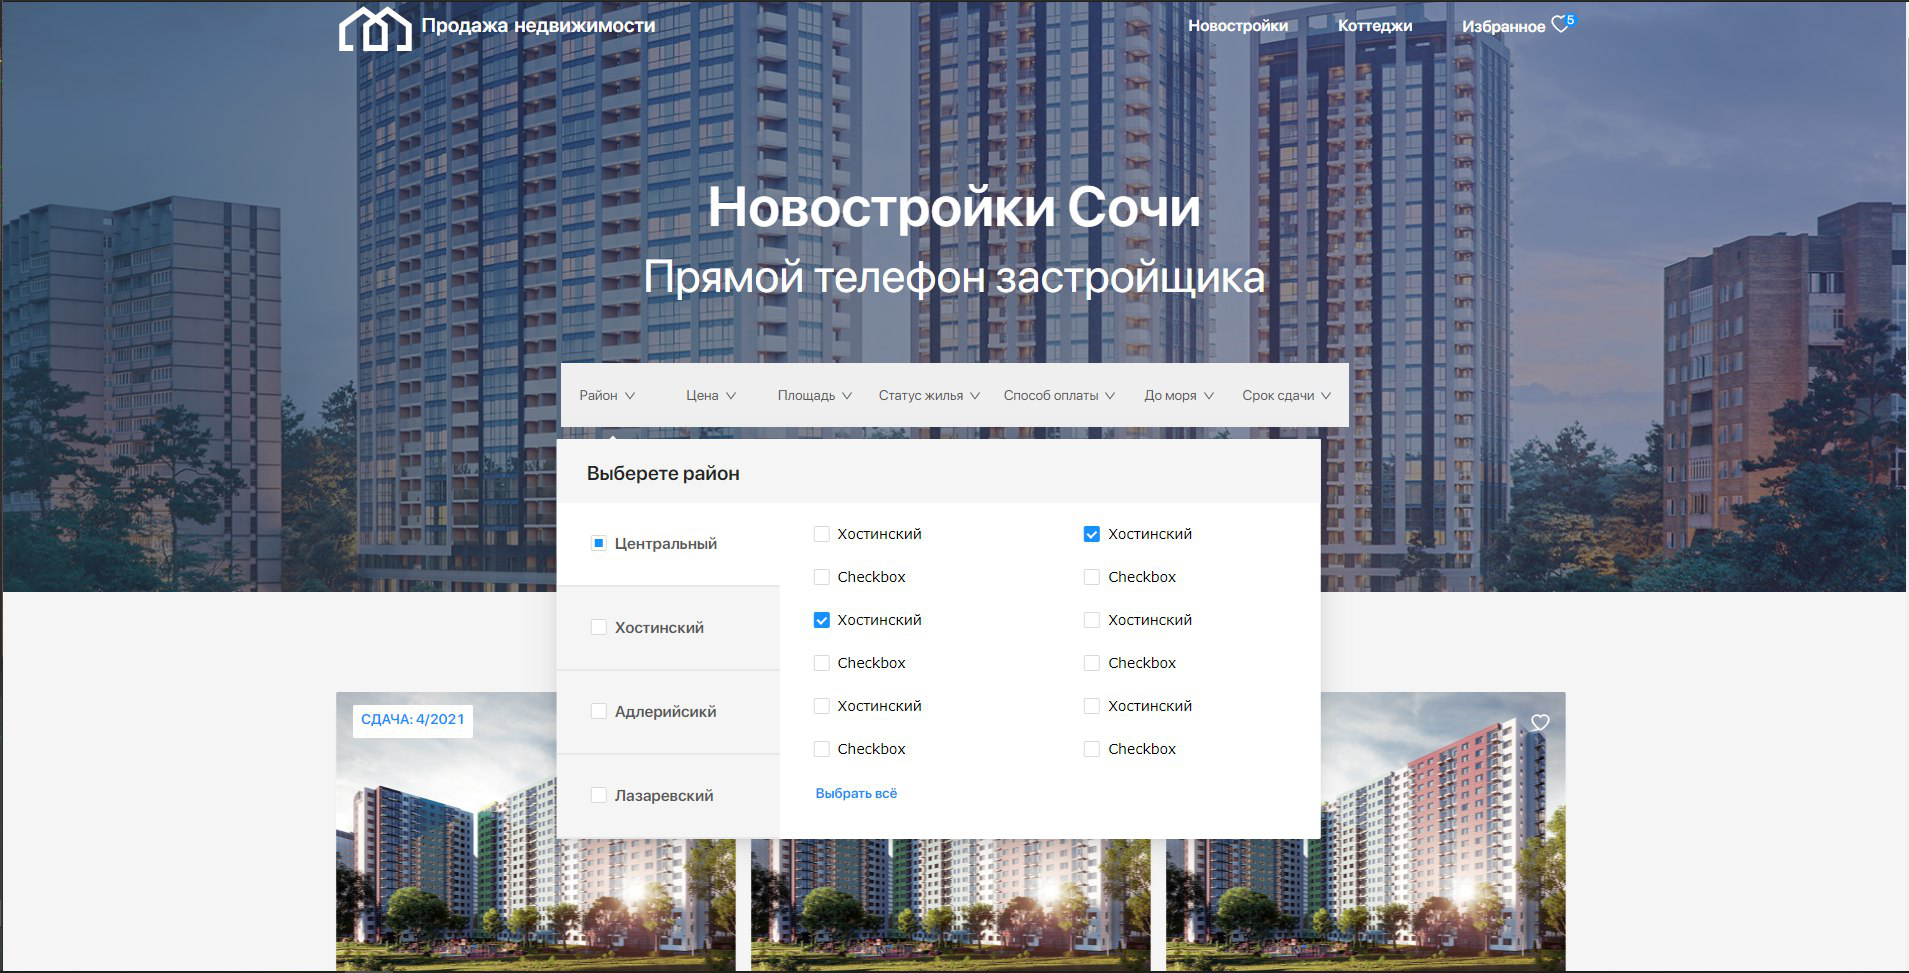 Продажа недвижимости
Новостройки Коттеджи Избранное 5
Новостройки Сочи
Прямой телефон застройщика
Район Цена Площадь Статус жилья Способ оплаты До моря Срок сдачи
Выберете район
Центральный
Хостинский
Адлерийсикй
Лазаревский
Хостинский Хостинский
Checkbox Checkbox
Хостинский Хостинский
Checkbox Checkbox
Хостинский Хостинский
Checkbox Checkbox
Выбрать всё
СДАЧА: 4/2021